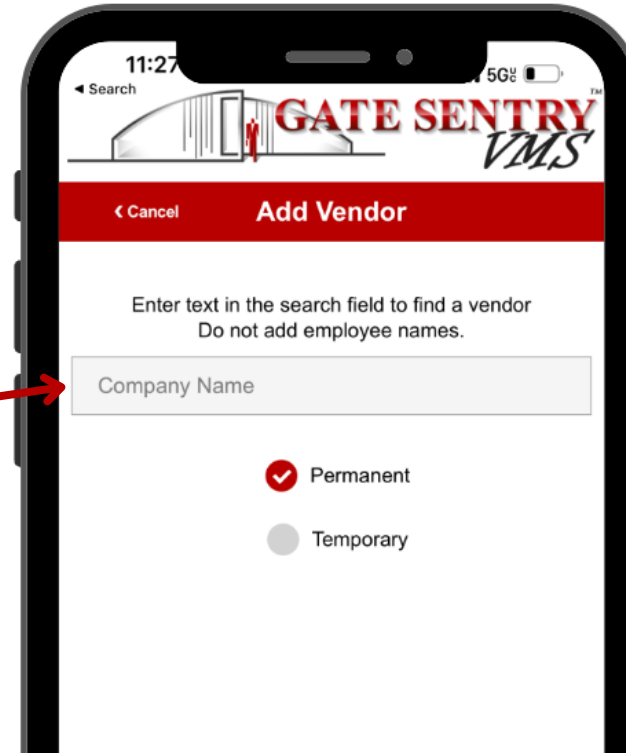 11:27
5G
Search
GATE SENTRY
TM
VMS
Cancel
Add Vendor
Enter text in the search field to find a vendor
Do not add employee names.
Company Name
Permanent
Temporary